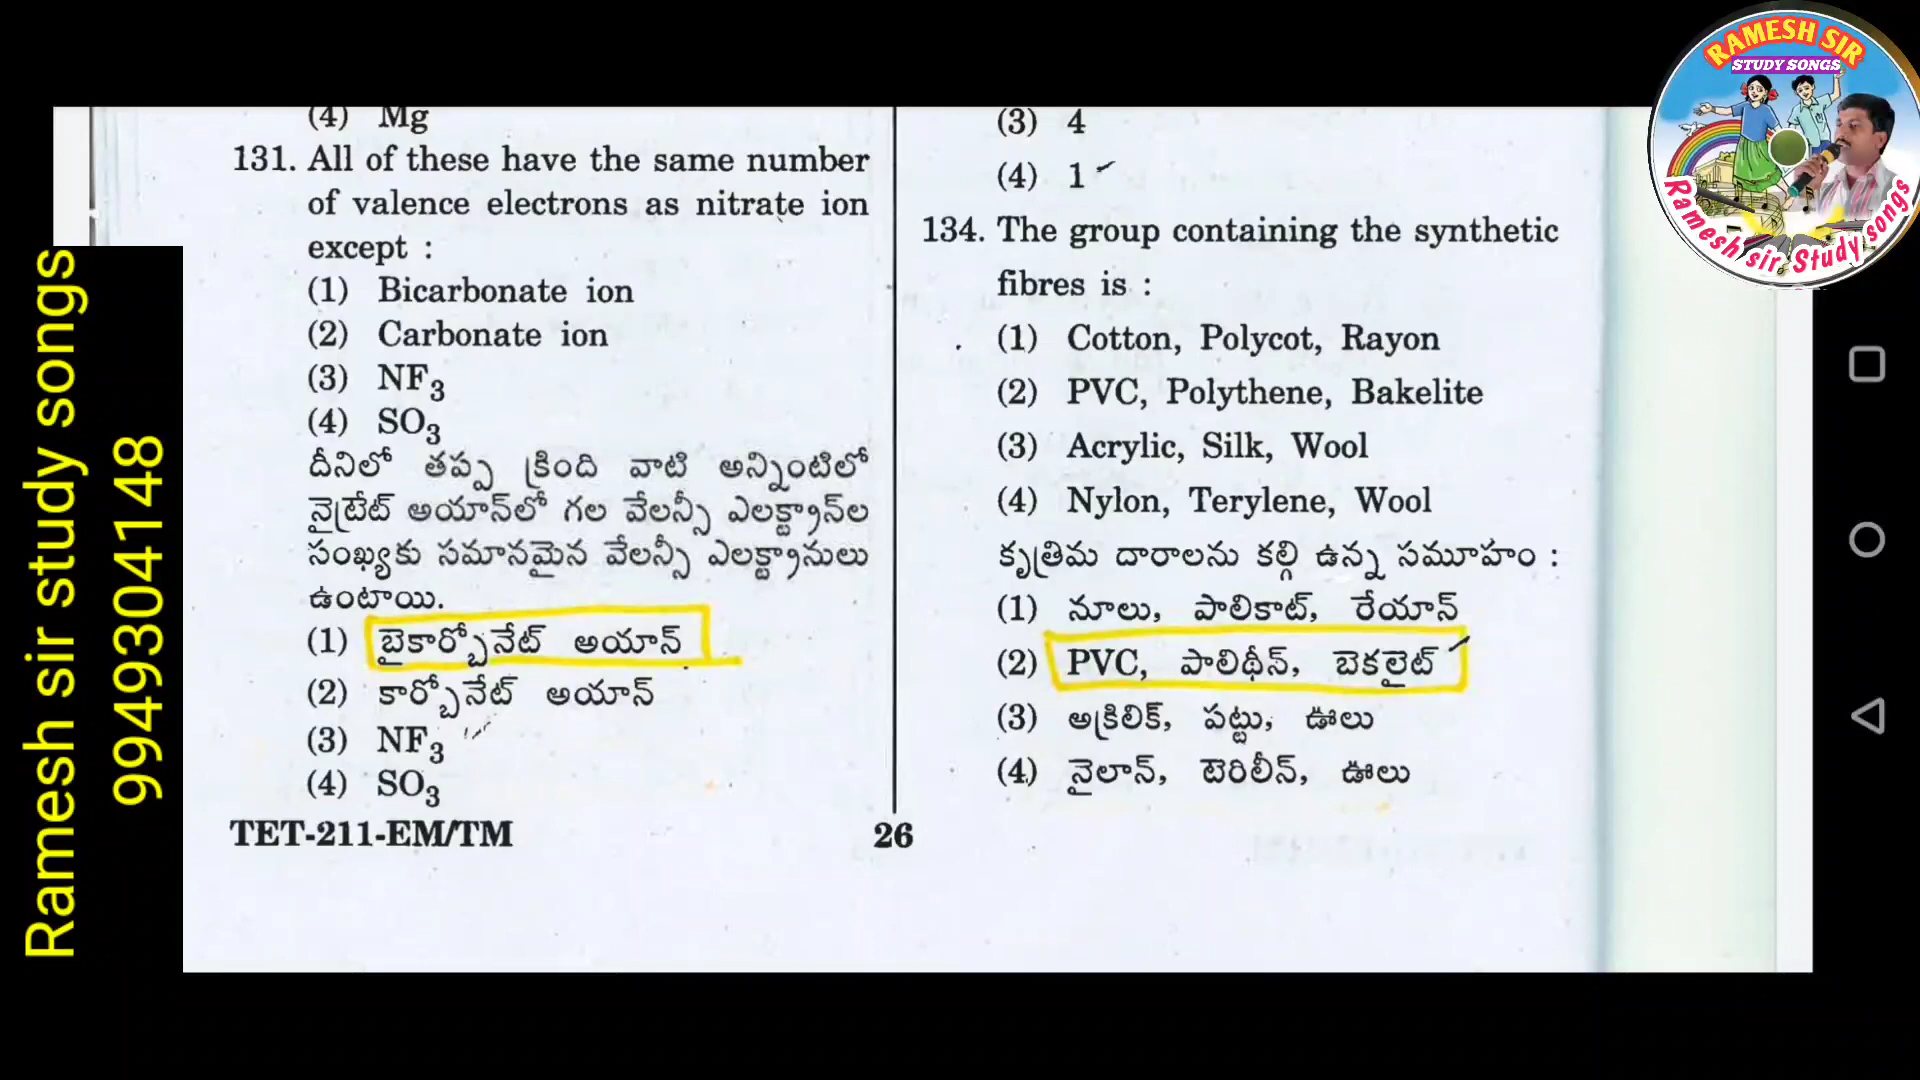 RAMESH SIR
STUDY SONGS
Ramesh sir Study songs
Ramesh sir study songs
9949304148
(4) Mg
131. All of these have the same number
of valence electrons as nitrate ion
except :
(1) Bicarbonate ion
(2) Carbonate ion
(3) NF3
(4) SO3
దీనిలో తప్ప క్రింది వాటి అన్నింటిలో
నైట్రేట్ అయాన్‌లో గల వేలన్సీ ఎలక్ట్రాన్‌ల
సంఖ్యకు సమానమైన వేలన్సీ ఎలక్ట్రానులు
ఉంటాయి.
(1) బైకార్బోనేట్ అయాన్
(2) కార్బోనేట్ అయాన్
(3) NF3
(4) SO3
TET-211-EM/TM
26
(3) 4
(4) 1
134. The group containing the synthetic
fibres is :
(1) Cotton, Polycot, Rayon
(2) PVC, Polythene, Bakelite
(3) Acrylic, Silk, Wool
(4) Nylon, Terylene, Wool
కృత్రిమ దారాలను కల్గి ఉన్న సమూహం :
(1) నూలు, పాలికాట్, రేయాన్
(2) PVC, పాలిథీన్, బెకలైట్
(3) అక్రిలిక్, పట్టు, ఊలు
(4) నైలాన్, టెరిలీన్, ఊలు